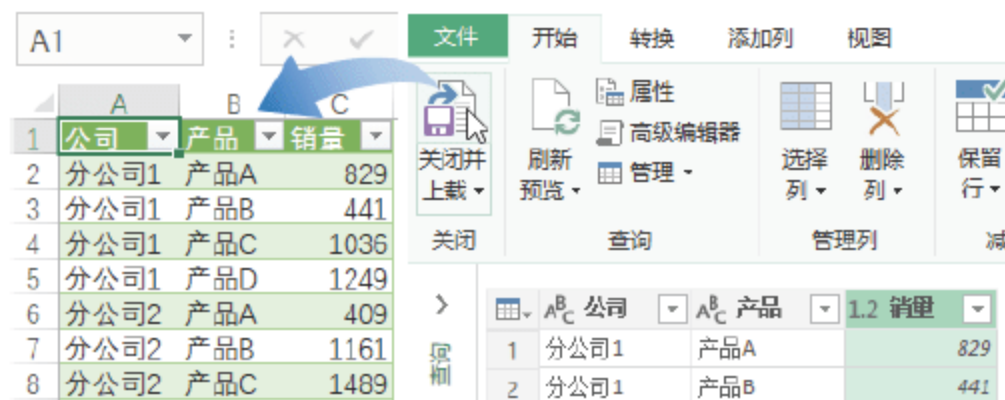 A1
A B C
1 公司 产品 销量
2 分公司1 产品A 829
3 分公司1 产品B 441
4 分公司1 产品C 1036
5 分公司1 产品D 1249
6 分公司2 产品A 409
7 分公司2 产品B 1161
8 分公司2 产品C 1489
文件 开始 转换 添加列 视图
关闭并
上载
刷新
预览
属性
高级编辑器
管理
选择
列
删除
列
保留
行
关闭 查询 管理列 减
查询
ABC 公司 ABC 产品 1.2 销量
1 分公司1 产品A 829
2 分公司1 产品B 441